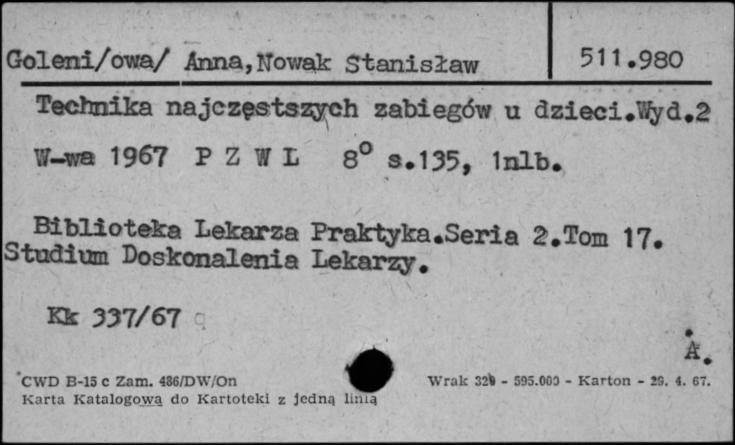 Goleni/owa/ Anna,Nowak Stanisław 511.980
Technika najczęstszych zabiegów u dzieci.Wyd.2
W-wa 1967 P Z W L 8° s.135, 1nlb.
Biblioteka Lekarza Praktyka.Seria 2.Tom 17.
Studium Doskonalenia Lekarzy.
Kk 337/67
A.
CWD B-15 c Zam. 486/DW/On Wrak 320 - 595.000 - Karton - 29. 4. 67.
Karta Katalogowa do Kartoteki z jedną linią